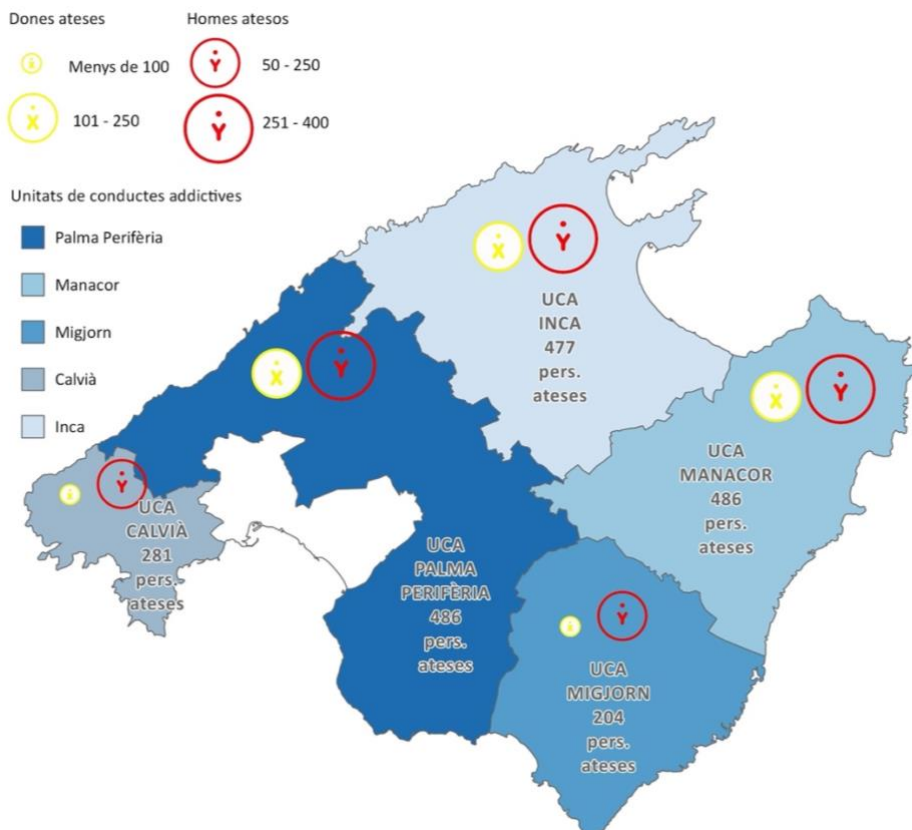 Dones ateses
Homes atesos
Menys de 100
50 - 250
101 - 250
251 - 400
Unitats de conductes addictives
Palma Perifèria
Manacor
Migjorn
Calvià
Inca
UCA
INCA
477
pers.
ateses
UCA
MANACOR
486
pers.
ateses
UCA
CALVIÀ
281
pers.
ateses
UCA
PALMA
PERIFÈRIA
486
pers.
ateses
UCA
MIGJORN
204
pers.
ateses